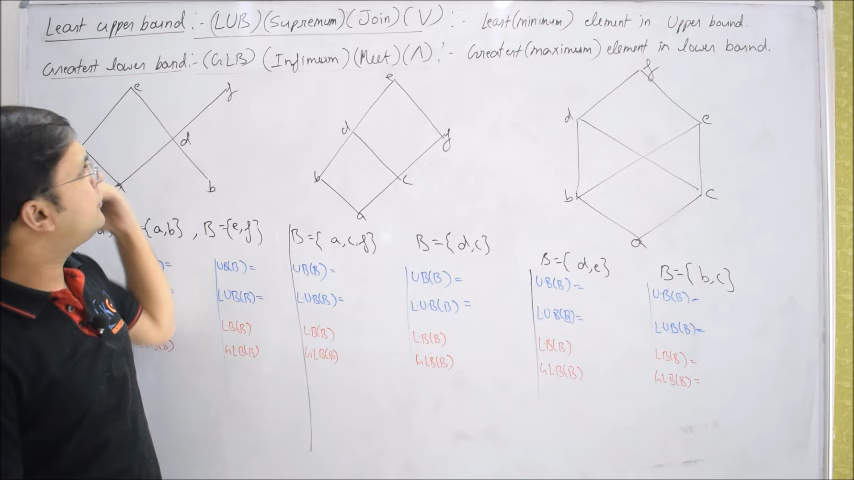 Least upper bound :- (LUB)(Supremum)(Join)(V) :- Least(minimum) element in Upper bound.
Greatest lower band :- (GLB) (Infimum)(Meet)(Λ) :- Greatest(maximum) element in lower bound.
e f d b
e d f b c a
f d e b c a
{a,b} , B={e,f}
B={ a,c,f} B={d,c}
B={ d,e} B={ b,c}
UB(B)= UB(B)= UB(B)= UB(B)= UB(B)=
LUB(B)= LUB(B)= LUB(B)= LUB(B)= LUB(B)=
LB(B) LB(B) LB(B) LB(B) LB(B)=
GLB(B) GLB(B) GLB(B) GLB(B) GLB(B)=